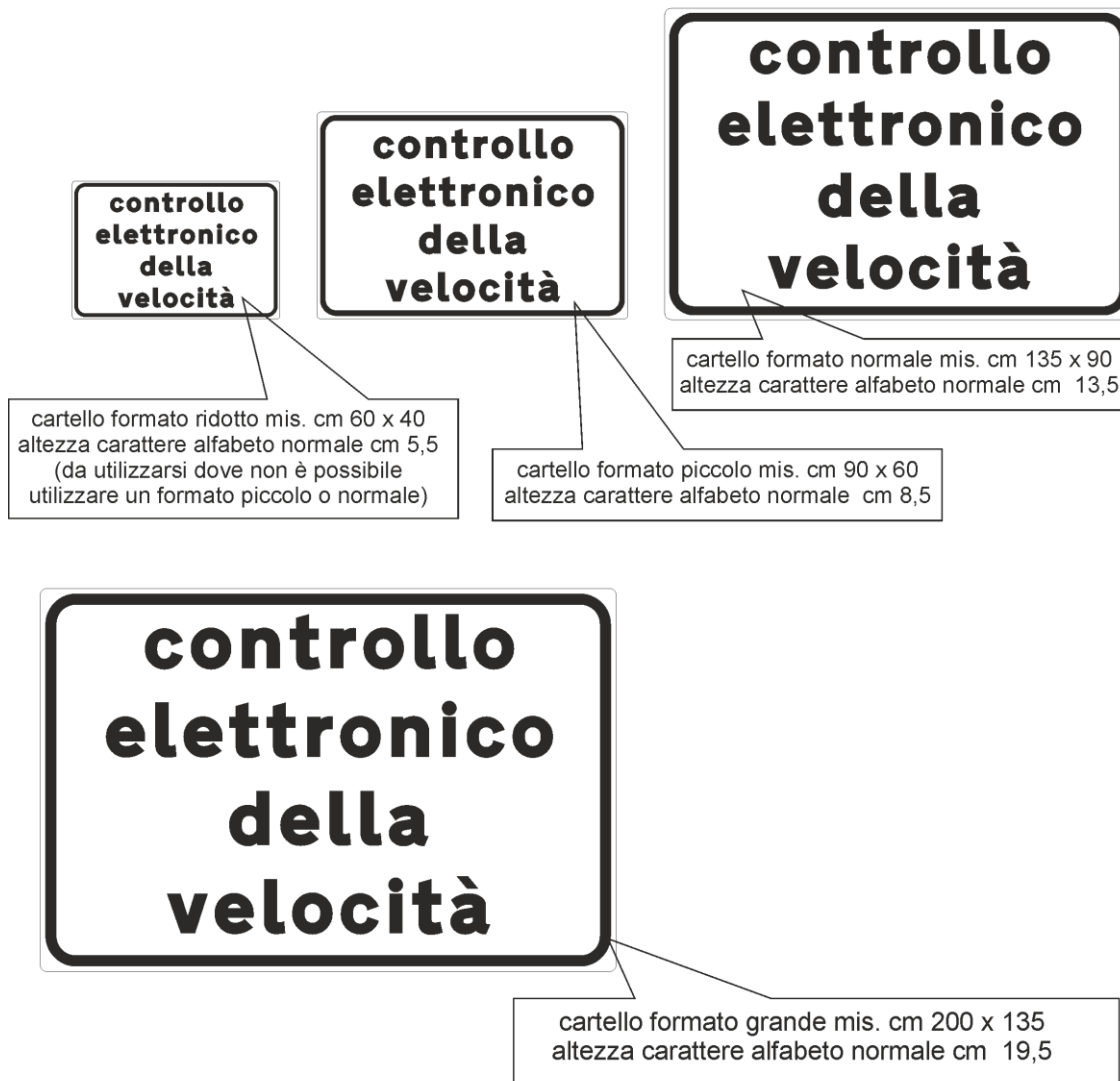 controllo
elettronico
della
velocità
cartello formato ridotto mis. cm 60 x 40
altezza carattere alfabeto normale cm 5,5
(da utilizzarsi dove non è possibile
utilizzare un formato piccolo o normale)
controllo
elettronico
della
velocità
cartello formato piccolo mis. cm 90 x 60
altezza carattere alfabeto normale cm 8,5
controllo
elettronico
della
velocità
cartello formato normale mis. cm 135 x 90
altezza carattere alfabeto normale cm 13,5
controllo
elettronico
della
velocità
cartello formato grande mis. cm 200 x 135
altezza carattere alfabeto normale cm 19,5